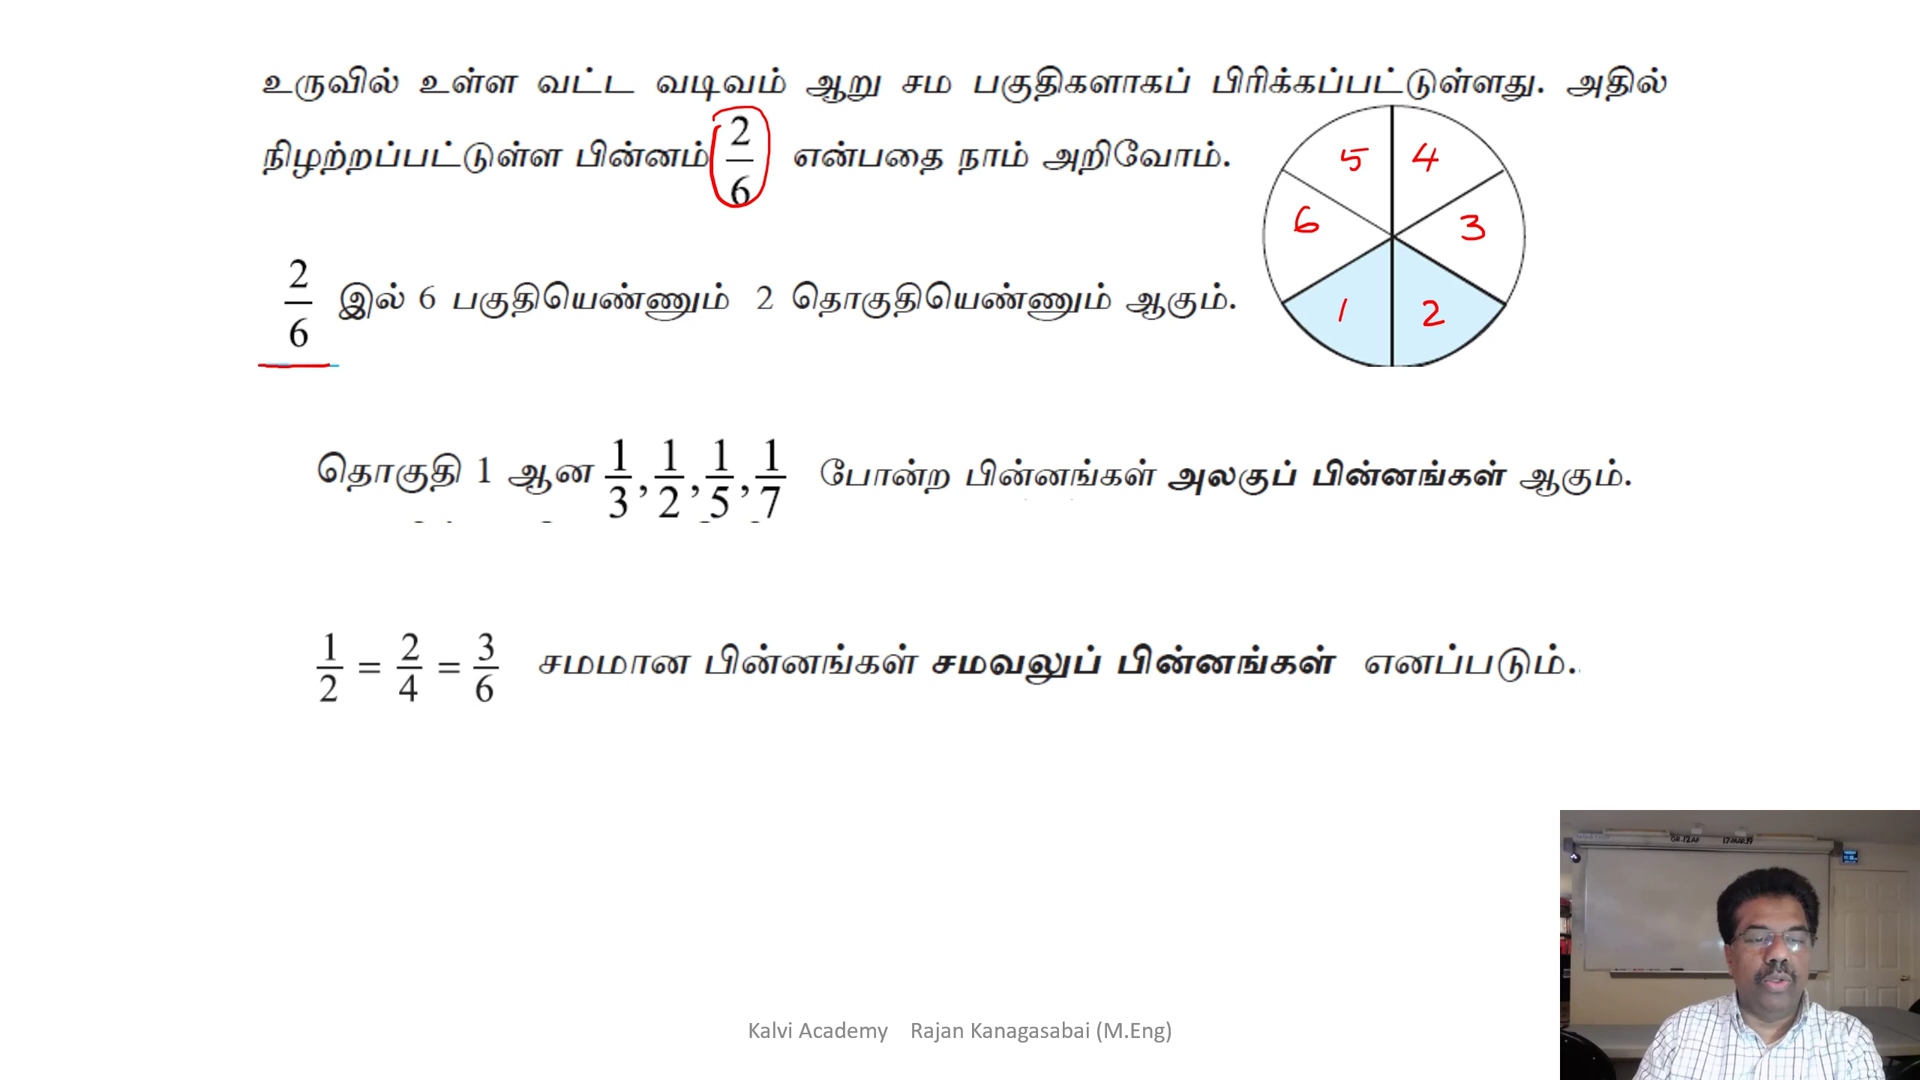 உருவில் உள்ள வட்ட வடிவம் ஆறு சம பகுதிகளாகப் பிரிக்கப்பட்டுள்ளது. அதில்
நிழற்றப்பட்டுள்ள பின்னம் 2/6 என்பதை நாம் அறிவோம்.
5 4
6 3
1 2
2/6 இல் 6 பகுதியெண்ணும் 2 தொகுதியெண்ணும் ஆகும்.
தொகுதி 1 ஆன 1/3, 1/2, 1/5, 1/7 போன்ற பின்னங்கள் அலகுப் பின்னங்கள் ஆகும்.
1/2 = 2/4 = 3/6 சமமான பின்னங்கள் சமவலுப் பின்னங்கள் எனப்படும்.
Kalvi Academy Rajan Kanagasabai (M.Eng)